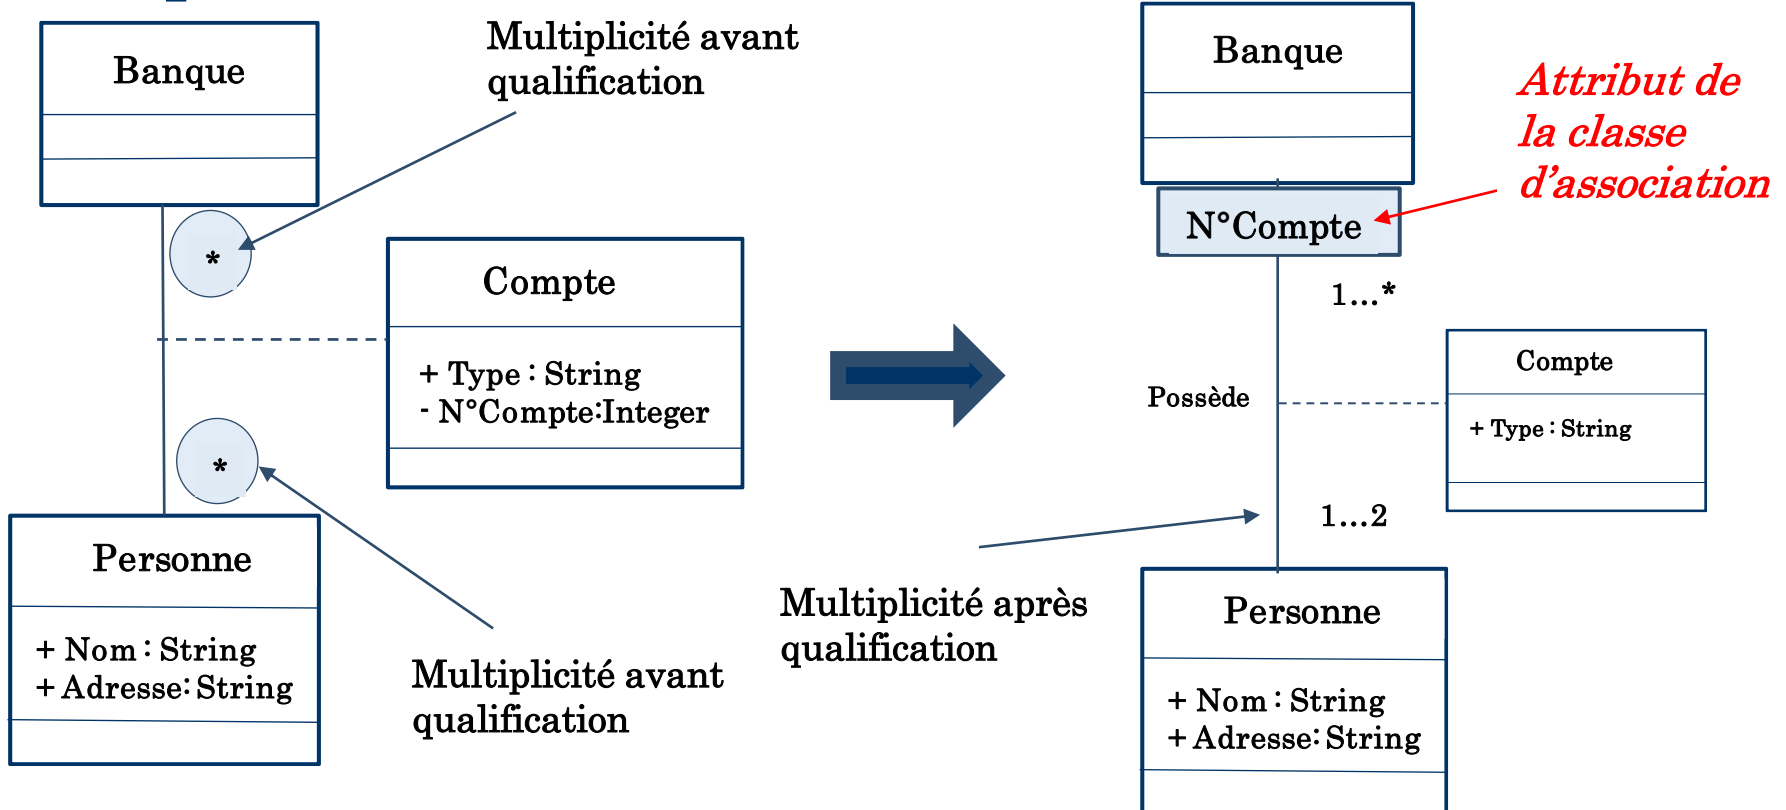 Banque
Multiplicité avant
qualification
*
Compte
+ Type : String
- N°Compte:Integer
*
Personne
+ Nom : String
+ Adresse: String
Multiplicité avant
qualification
Banque
Attribut de
la classe
d'association
N°Compte
1...*
Compte
+ Type : String
Possède
1...2
Multiplicité après
qualification
Personne
+ Nom : String
+ Adresse: String